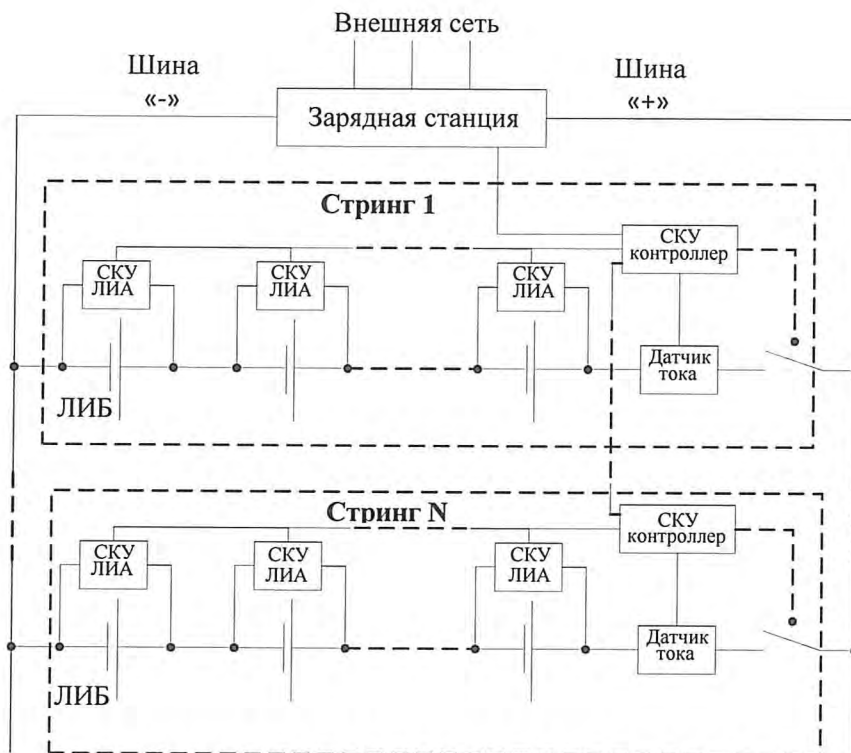 Внешняя сеть
Шина
«-»
Шина
«+»
Зарядная станция
Стринг 1
СКУ
ЛИА
СКУ
ЛИА
СКУ
ЛИА
СКУ
контроллер
Датчик
тока
ЛИБ
Стринг N
СКУ
ЛИА
СКУ
ЛИА
СКУ
ЛИА
СКУ
контроллер
Датчик
тока
ЛИБ